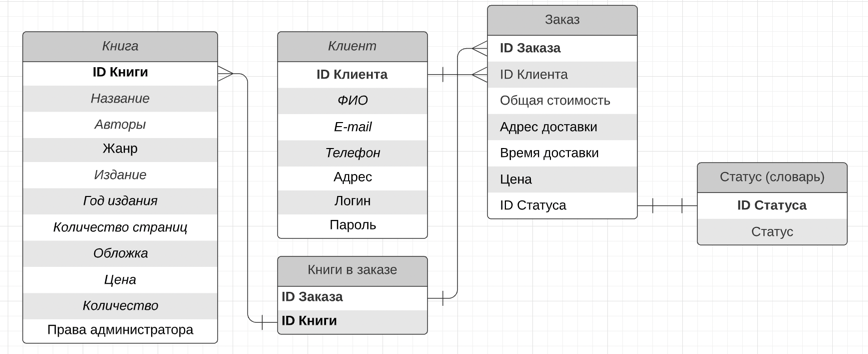 Книга
ID Книги
Название
Авторы
Жанр
Издание
Год издания
Количество страниц
Обложка
Цена
Количество
Права администратора
Клиент
ID Клиента
ФИО
E-mail
Телефон
Адрес
Логин
Пароль
Книги в заказе
ID Заказа
ID Книги
Заказ
ID Заказа
ID Клиента
Общая стоимость
Адрес доставки
Время доставки
Цена
ID Статуса
Статус (словарь)
ID Статуса
Статус